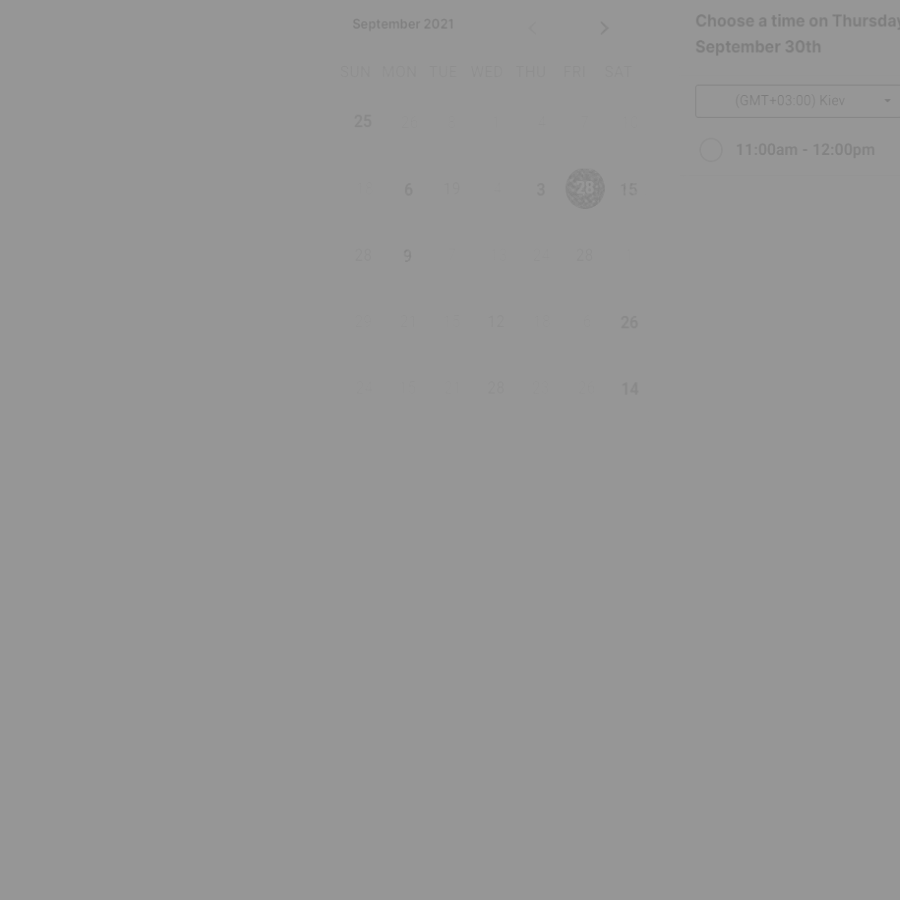 September 2021
SUN MON TUE WED THU FRI SAT
25
6 3 28 15
28 9 28
12 26
28 14
Choose a time on Thursday
September 30th
(GMT+03:00) Kiev
11:00am - 12:00pm